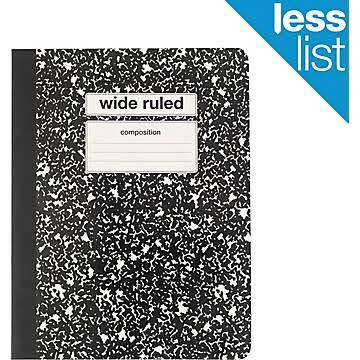 less
list
wide ruled
composition